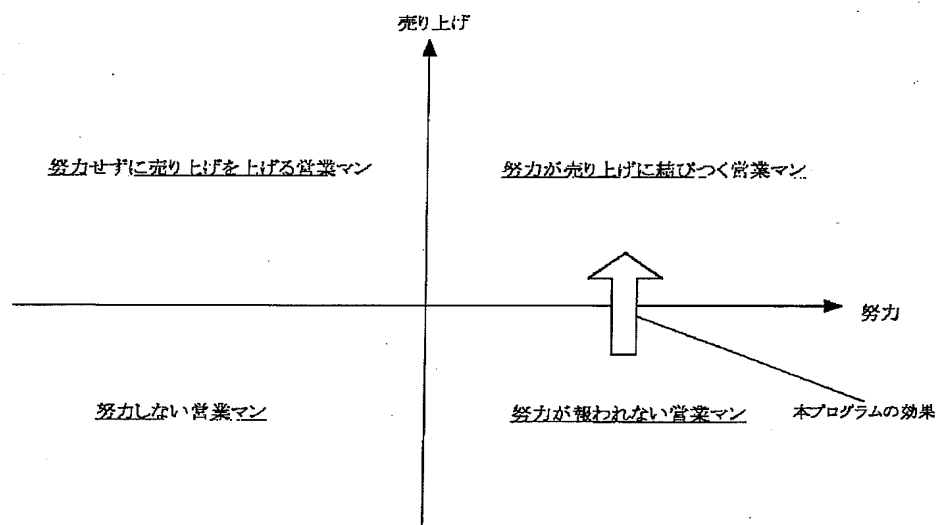 売り上げ
努力せずに売り上げを上げる営業マン
努力が売り上げに結びつく営業マン
努力
努力しない営業マン
努力が報われない営業マン
本プログラムの効果